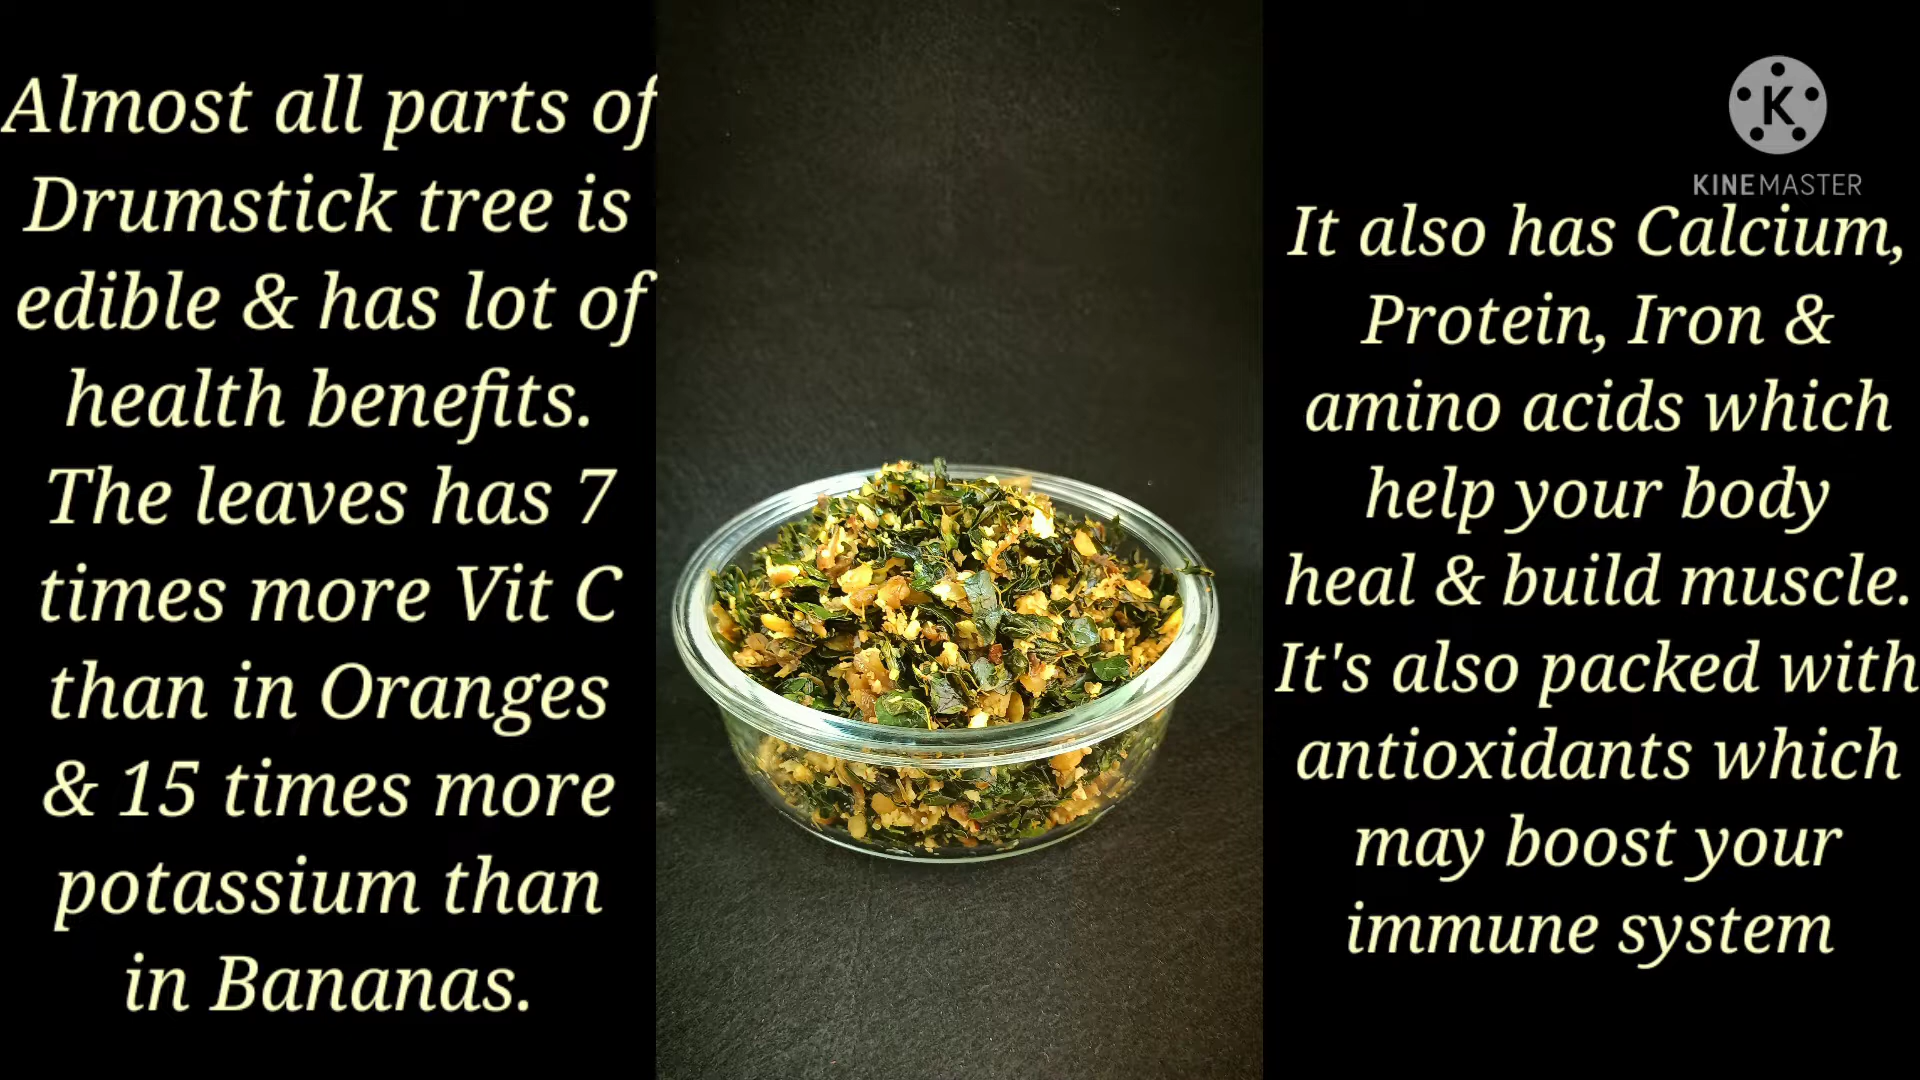 Almost all parts of
Drumstick tree is
edible & has lot of
health benefits.
The leaves has 7
times more Vit C
than in Oranges
& 15 times more
potassium than
in Bananas.
K
KINEMASTER
It also has Calcium,
Protein, Iron &
amino acids which
help your body
heal & build muscle.
It's also packed with
antioxidants which
may boost your
immune system